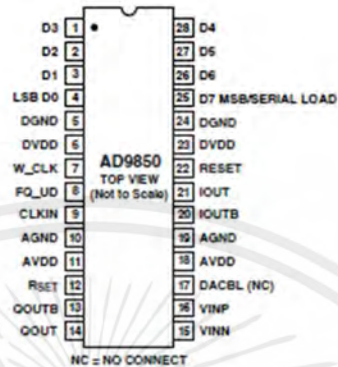 D3 1 28 D4
D2 2 27 D5
D1 3 26 D6
LSB D0 4 25 D7 MSB/SERIAL LOAD
DGND 5 24 DGND
DVDD 6 23 DVDD
W_CLK 7 22 RESET
FQ_UD 8 21 IOUT
CLKIN 9 20 IOUTB
AGND 10 19 AGND
AVDD 11 18 AVDD
RSET 12 17 DACBL (NC)
QOUTB 13 16 VINP
QOUT 14 15 VINN
AD9850
TOP VIEW
(Not to Scale)
NC = NO CONNECT